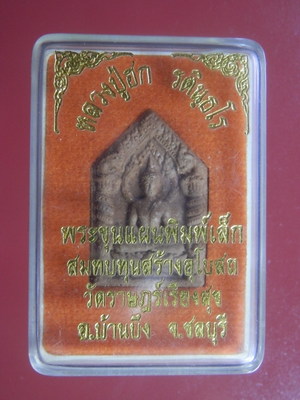 หลวงปู่ฮก รตินฺธโร
พระขุนแผนพิมพ์เล็ก
สมทบทุนสร้างอุโบสถ
วัดราษฎร์เรืองสุข
อ.บ้านบึง จ.ชลบุรี